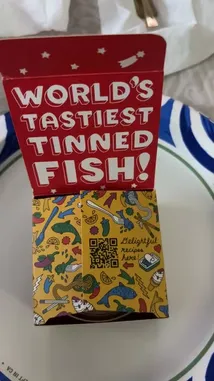 WORLD'S
TASTIEST
TINNED
FISH!
Delightful
recipes
here!